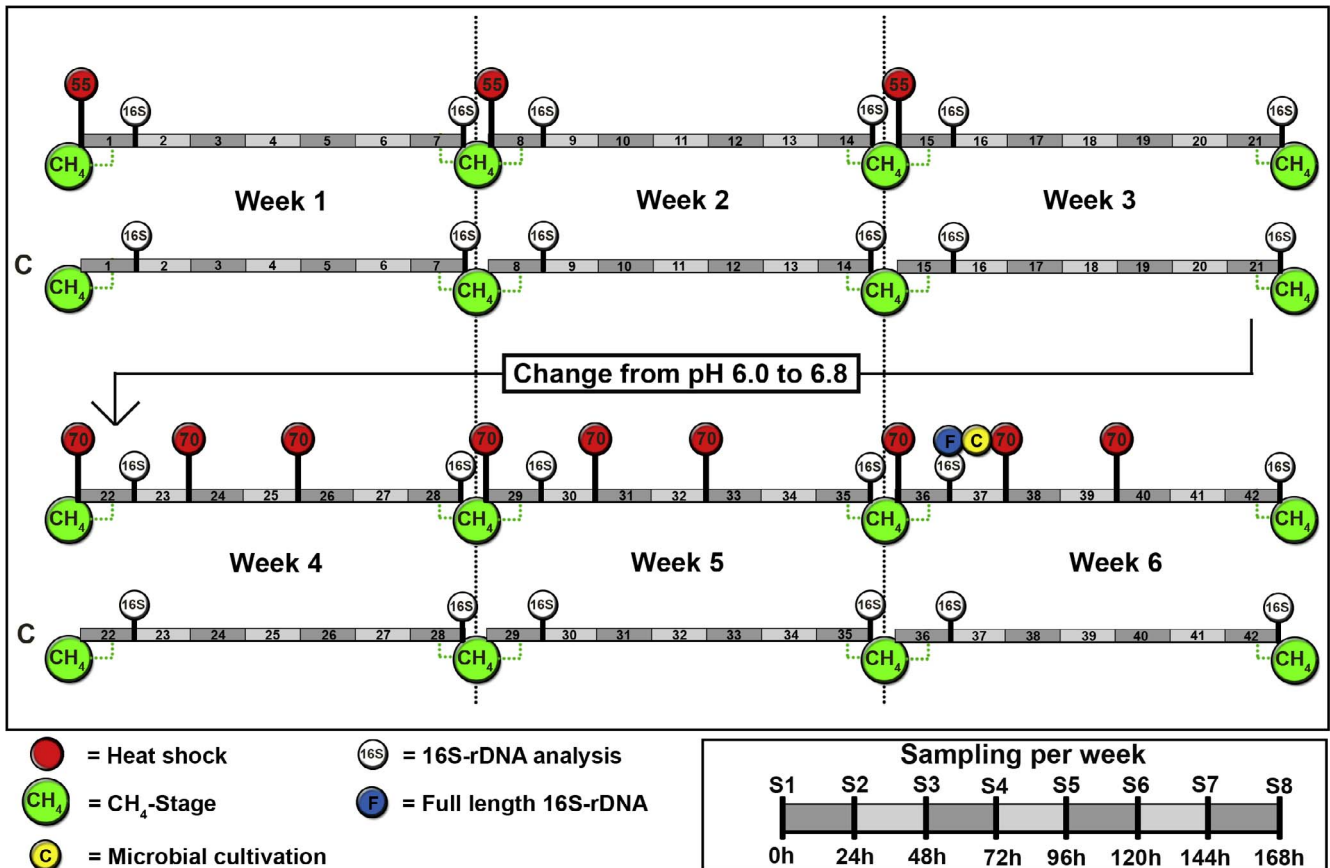 55 55 55
16S 16S 16S 16S 16S 16S
1 2 3 4 5 6 7 8 9 10 11 12 13 14 15 16 17 18 19 20 21
CH4 CH4 CH4 CH4
Week 1 Week 2 Week 3
16S 16S 16S 16S 16S 16S
C 1 2 3 4 5 6 7 8 9 10 11 12 13 14 15 16 17 18 19 20 21
CH4 CH4 CH4 CH4
Change from pH 6.0 to 6.8
70 70 70 70 70 70 70 F C 70 70
16S 16S 16S 16S 16S 16S
22 23 24 25 26 27 28 29 30 31 32 33 34 35 36 37 38 39 40 41 42
CH4 CH4 CH4 CH4
Week 4 Week 5 Week 6
16S 16S 16S 16S 16S 16S
C 22 23 24 25 26 27 28 29 30 31 32 33 34 35 36 37 38 39 40 41 42
CH4 CH4 CH4 CH4
= Heat shock
16S = 16S-rDNA analysis
CH4 = CH4-Stage
F = Full length 16S-rDNA
C = Microbial cultivation
Sampling per week
S1 S2 S3 S4 S5 S6 S7 S8
0h 24h 48h 72h 96h 120h 144h 168h